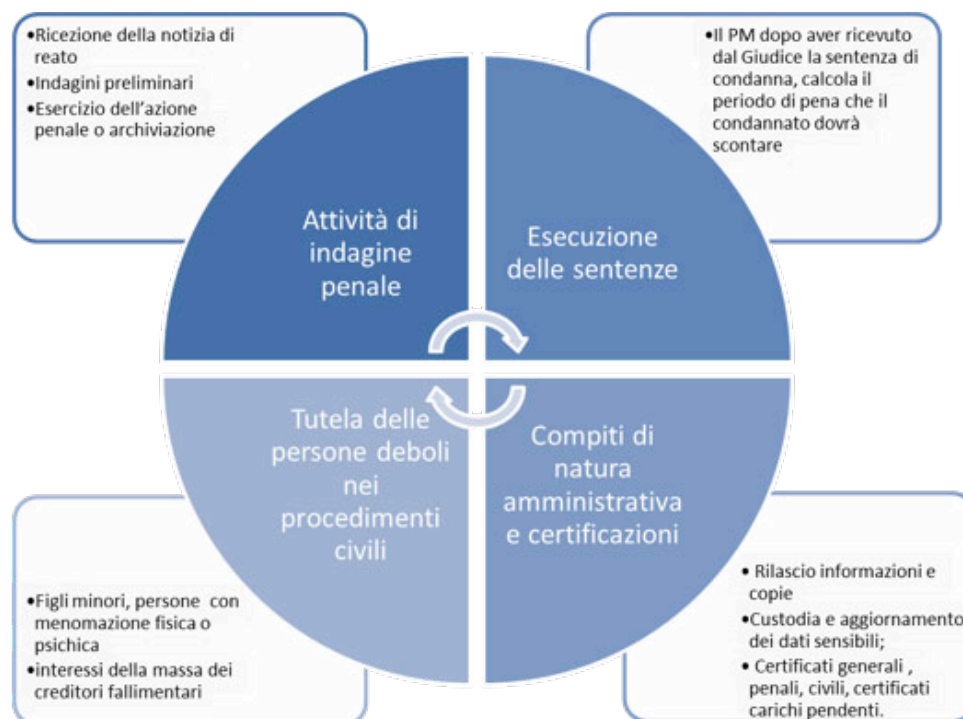 •Ricezione della notizia di
reato
•Indagini preliminari
•Esercizio dell'azione
penale o archiviazione
•Il PM dopo aver ricevuto
dal Giudice la sentenza di
condanna, calcola il
periodo di pena che il
condannato dovrà
scontare
Attività di
indagine
penale
Esecuzione
delle sentenze
Tutela delle
persone deboli
nei
procedimenti
civili
Compiti di
natura
amministrativa
e certificazioni
•Figli minori, persone con
menomazione fisica o
psichica
•interessi della massa dei
creditori fallimentari
• Rilascio informazioni e
copie
•Custodia e aggiornamento
dei dati sensibili;
• Certificati generali ,
penali, civili, certificati
carichi pendenti.